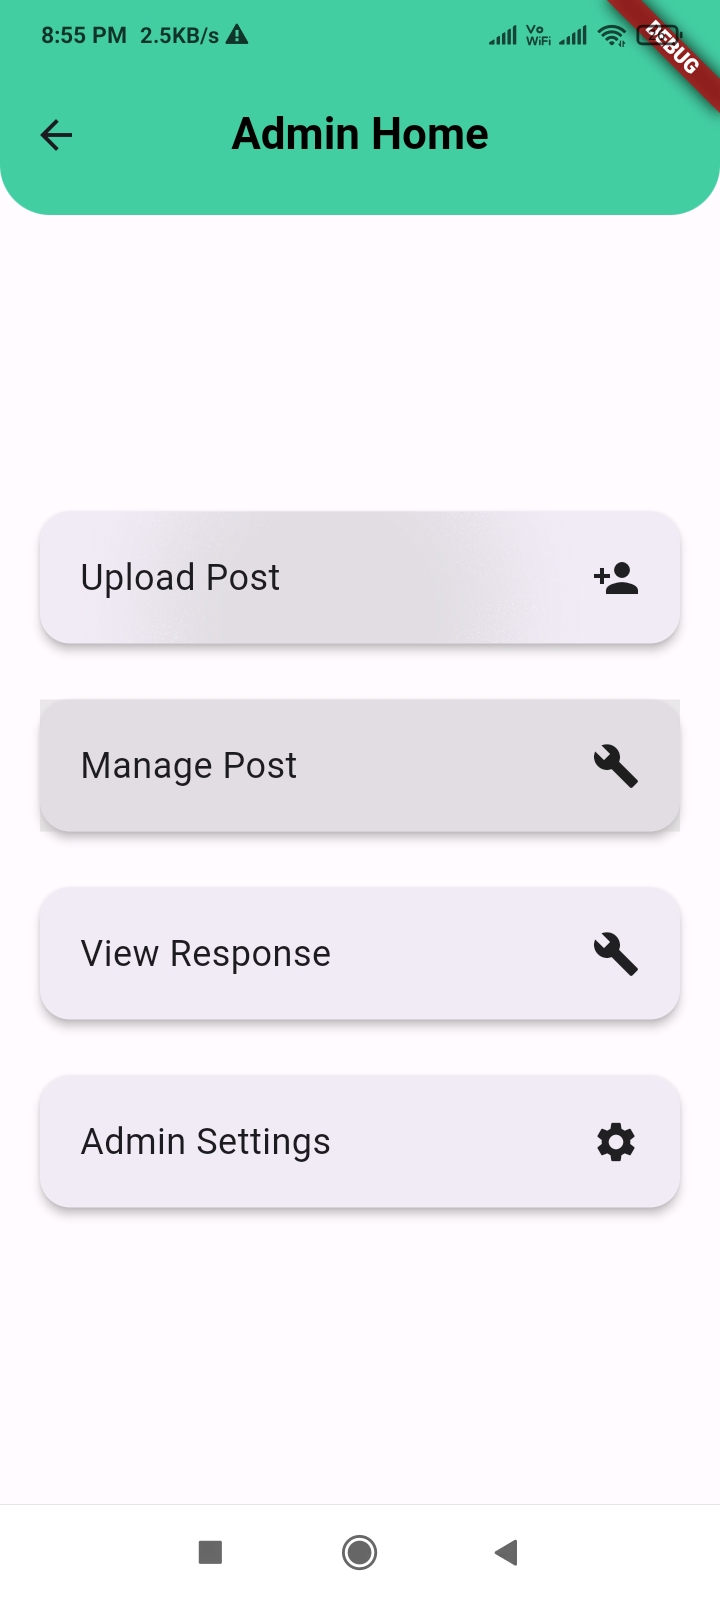 8:55 PM 2.5KB/s
Vo
WiFi
DEBUG
Admin Home
Upload Post
Manage Post
View Response
Admin Settings